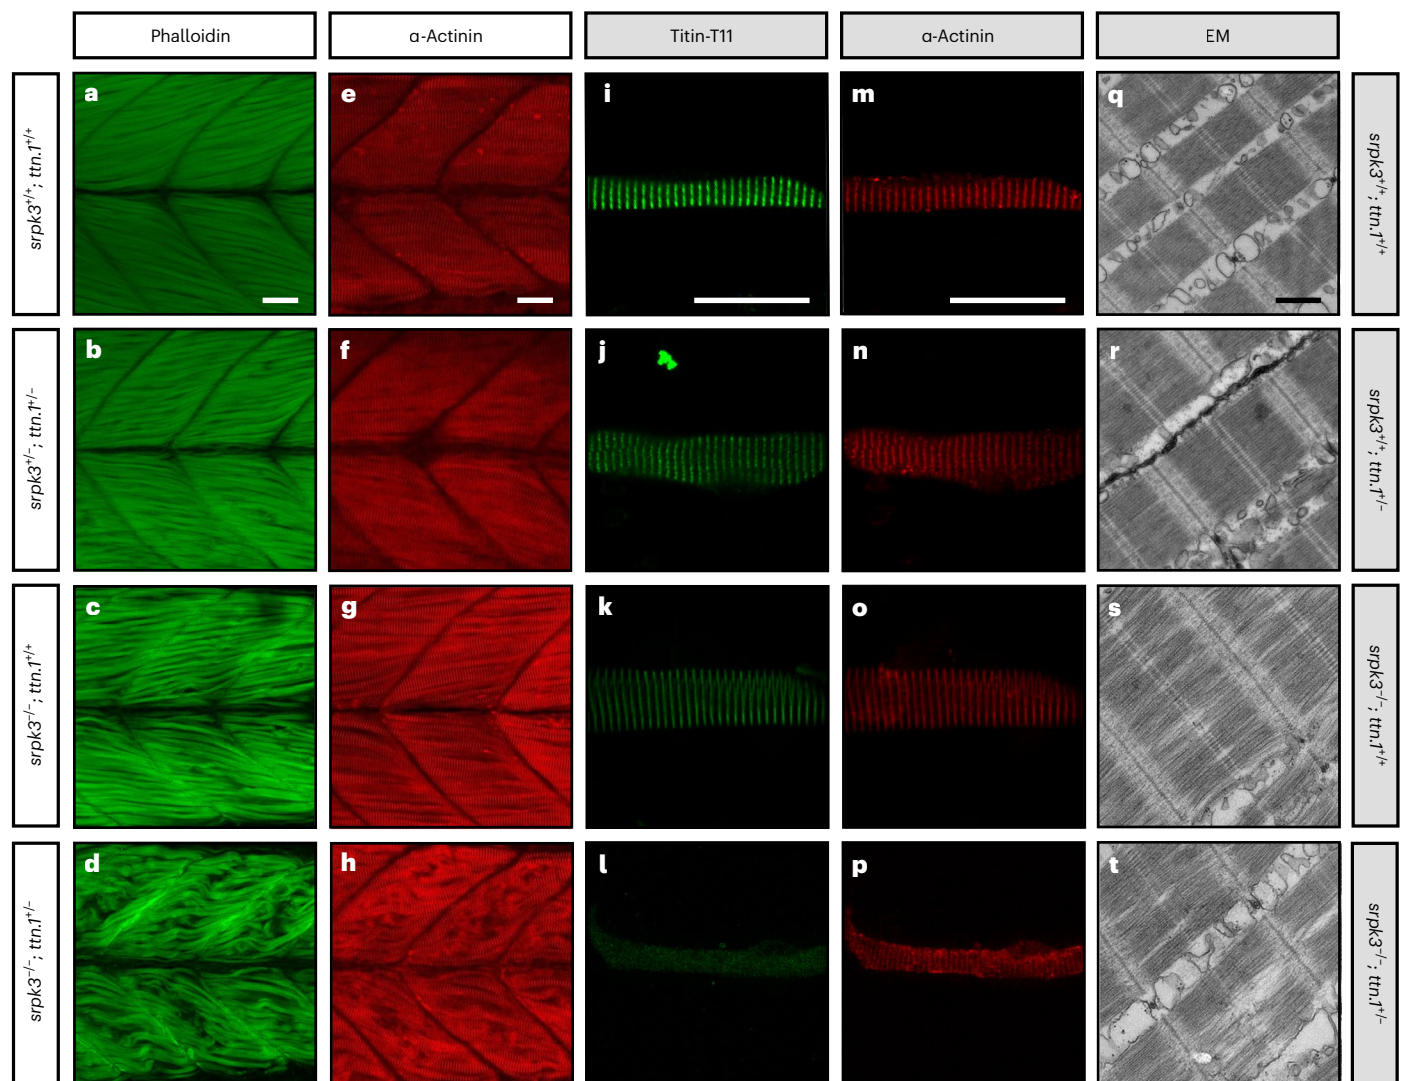 Phalloidin α-Actinin Titin-T11 α-Actinin EM
srpk3+/+; ttn.1+/+ a e i m q srpk3+/+; ttn.1+/+
srpk3+/−; ttn.1+/− b f j n r srpk3+/+; ttn.1+/−
srpk3−/−; ttn.1+/+ c g k o s srpk3−/−; ttn.1+/+
srpk3−/−; ttn.1+/− d h l p t srpk3−/−; ttn.1+/−